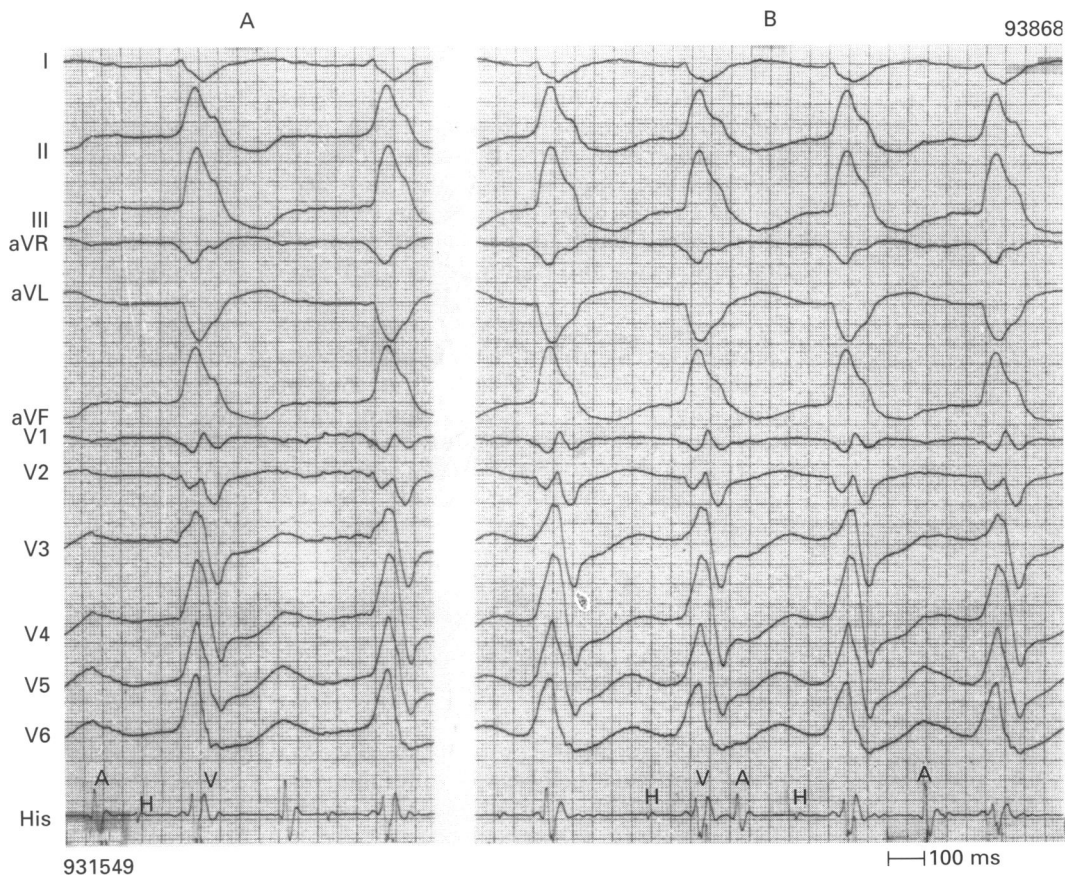 A B
93868
I
II
III
aVR
aVL
aVF
V1
V2
V3
V4
V5
V6
A V V A A
H H H
His
931549 100 ms